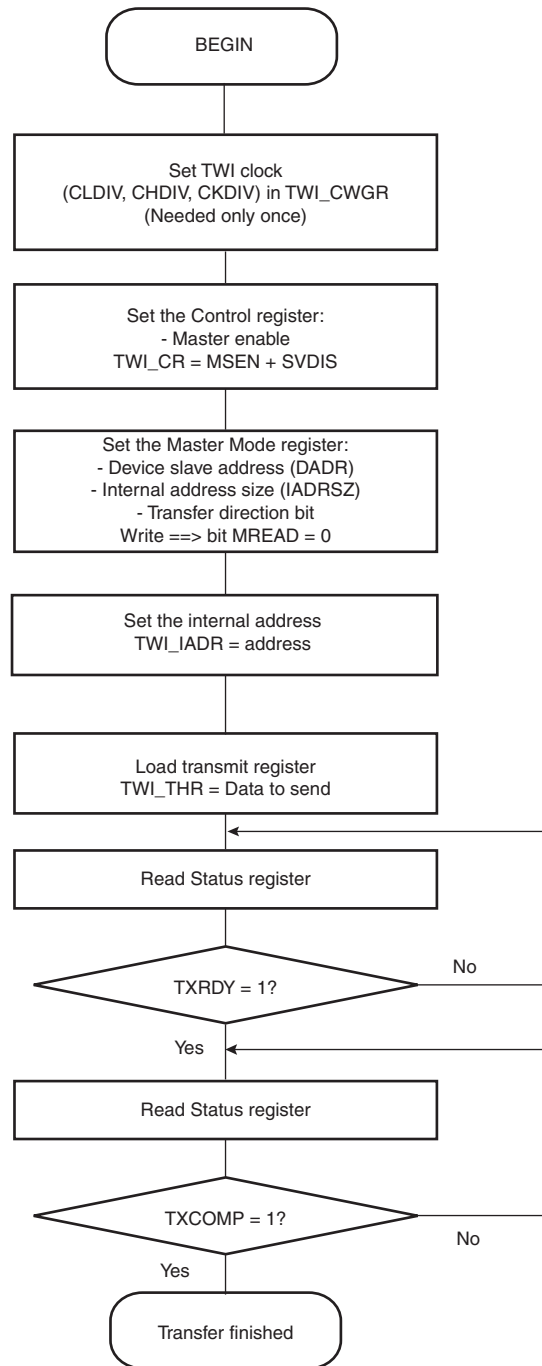 BEGIN
Set TWI clock
(CLDIV, CHDIV, CKDIV) in TWI_CWGR
(Needed only once)
Set the Control register:
- Master enable
TWI_CR = MSEN + SVDIS
Set the Master Mode register:
- Device slave address (DADR)
- Internal address size (IADRSZ)
- Transfer direction bit
Write ==> bit MREAD = 0
Set the internal address
TWI_IADR = address
Load transmit register
TWI_THR = Data to send
Read Status register
TXRDY = 1?
No
Yes
Read Status register
TXCOMP = 1?
No
Yes
Transfer finished